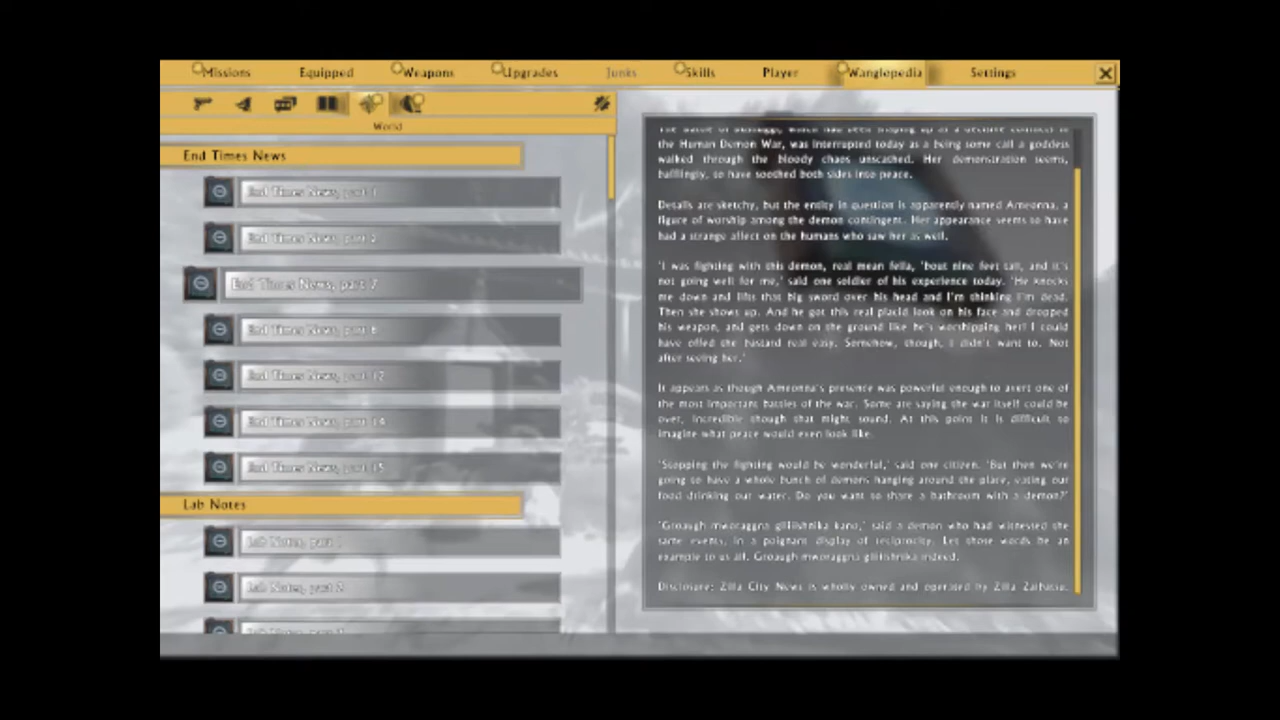 Missions Equipped Weapons Upgrades Junks Skills Player Wanglopedia Settings
World
End Times News
End Times News, part 1
End Times News, part 2
End Times News, part 7
End Times News, part 8
End Times News, part 12
End Times News, part 14
End Times News, part 15
Lab Notes
Lab Notes, part 1
Lab Notes, part 2
the Human Demon War, was interrupted today as a being some call a goddess
walked through the bloody chaos unscathed. Her demonstration seems,
bafflingly, to have soothed both sides into peace.
Details are sketchy, but the entity in question is apparently named Ameonna, a
figure of worship among the demon contingent. Her appearance seems to have
had a strange affect on the humans who saw her as well.
'I was fighting with this demon, real mean fella, 'bout nine feet tall, and it's
not going well for me,' said one soldier of his experience today. 'He knocks
me down and lifts that big sword over his head and I'm thinking I'm dead.
Then she shows up. And he got this real placid look on his face and dropped
his weapon, and gets down on the ground like he's worshipping her! I could
have offed the bastard real easy. Somehow, though, I didn't want to. Not
after seeing her.'
It appears as though Ameonna's presence was powerful enough to avert one of
the most important battles of the war. Some are saying the war itself could be
over, incredible though that might sound. At this point it is difficult to
imagine what peace would even look like.
'Stopping the fighting would be wonderful,' said one citizen. 'But then we're
going to have a whole bunch of demons hanging around the place, eating our
food drinking our water. Do you want to share a bathroom with a demon?'
'Groaugh mworaggna glilishnika kano,' said a demon who had witnessed the
same events, in a poignant display of reciprocity. Let those words be an
example to us all. Groaugh mworaggna glilishnika indeed.
Disclosure: Zilla City News is wholly owned and operated by Zilla Zaibatsu.